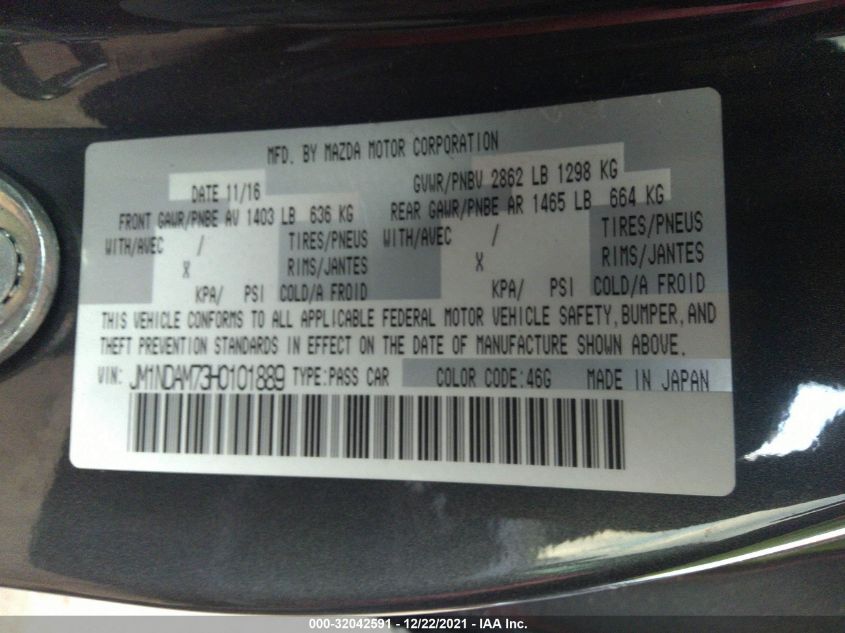 MFD. BY MAZDA MOTOR CORPORATION
DATE 11/16 GVWR/PNBV 2862 LB 1298 KG
FRONT GAWR/PNBE AV 1403 LB 636 KG REAR GAWR/PNBE AR 1465 LB 664 KG
WITH/AVEC / TIRES/PNEUS WITH/AVEC / TIRES/PNEUS
X RIMS/JANTES X RIMS/JANTES
KPA/ PSI COLD/A FROID KPA/ PSI COLD/A FROID
THIS VEHICLE CONFORMS TO ALL APPLICABLE FEDERAL MOTOR VEHICLE SAFETY, BUMPER, AND
THEFT PREVENTION STANDARDS IN EFFECT ON THE DATE OF MANUFACTURE SHOWN ABOVE.
VIN: JM1NDAM73H0101889 TYPE:PASS CAR COLOR CODE:46G MADE IN JAPAN
000-32042591 - 12/22/2021 - IAA Inc.